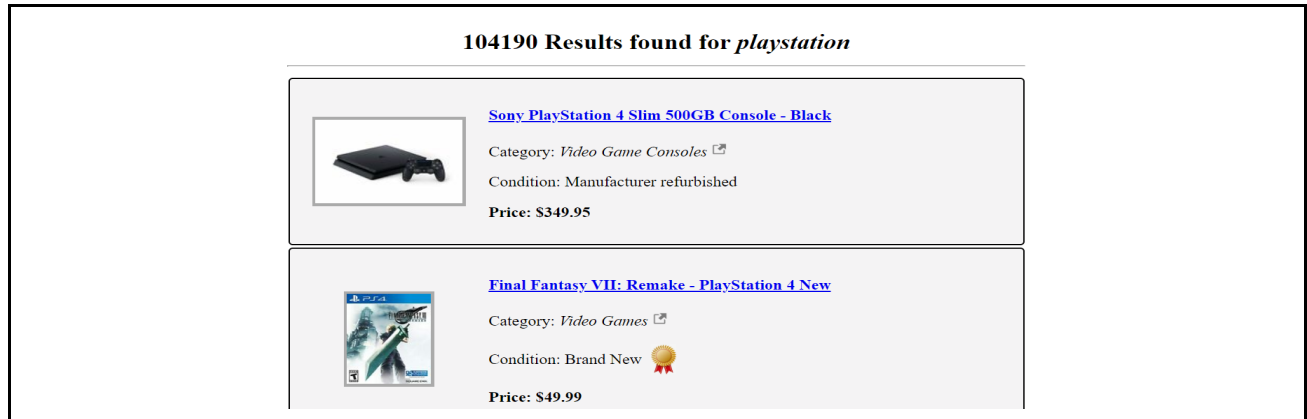 104190 Results found for playstation
Sony PlayStation 4 Slim 500GB Console - Black
Category: Video Game Consoles
Condition: Manufacturer refurbished
Price: $349.95
Final Fantasy VII: Remake - PlayStation 4 New
PS4
Category: Video Games
Condition: Brand New
Price: $49.99